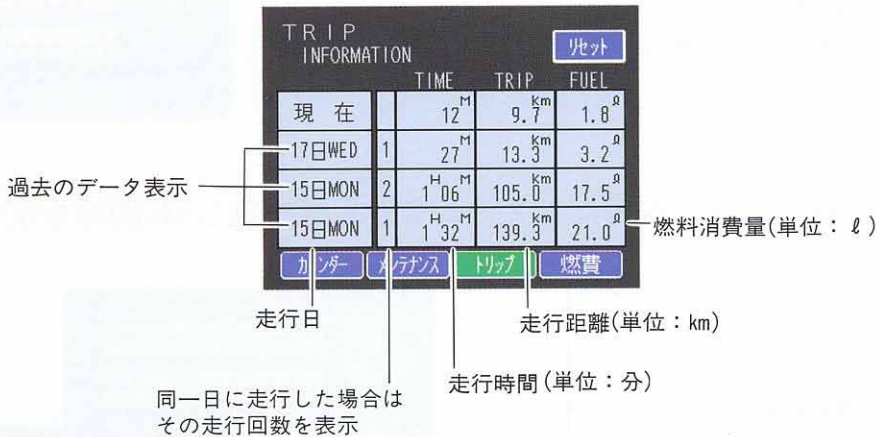 TRIP
INFORMATION
リセット
TIME TRIP FUEL
現在 12M 9.7Km 1.8ℓ
17日WED 1 27M 13.3Km 3.2ℓ
15日MON 2 1H06M 105.0Km 17.5ℓ
15日MON 1 1H32M 139.3Km 21.0ℓ
カレンダー メンテナンス トリップ 燃費
過去のデータ表示
燃料消費量(単位：ℓ)
走行日
走行距離(単位：km)
走行時間(単位：分)
同一日に走行した場合は
その走行回数を表示